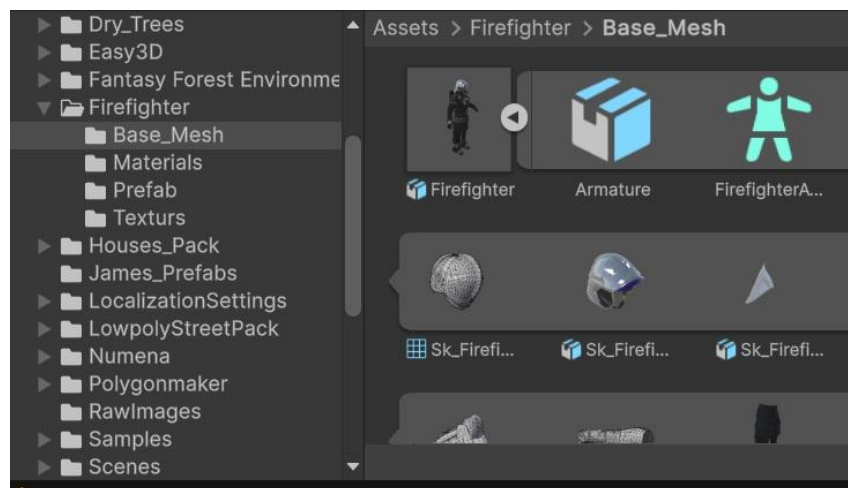 Dry_Trees
Easy3D
Fantasy Forest Environme
Firefighter
Base_Mesh
Materials
Prefab
Texturs
Houses_Pack
James_Prefabs
LocalizationSettings
LowpolyStreetPack
Numena
Polygonmaker
RawImages
Samples
Scenes
Assets > Firefighter > Base_Mesh
Firefighter Armature FirefighterA...
Sk_Firefi... Sk_Firefi... Sk_Firefi...